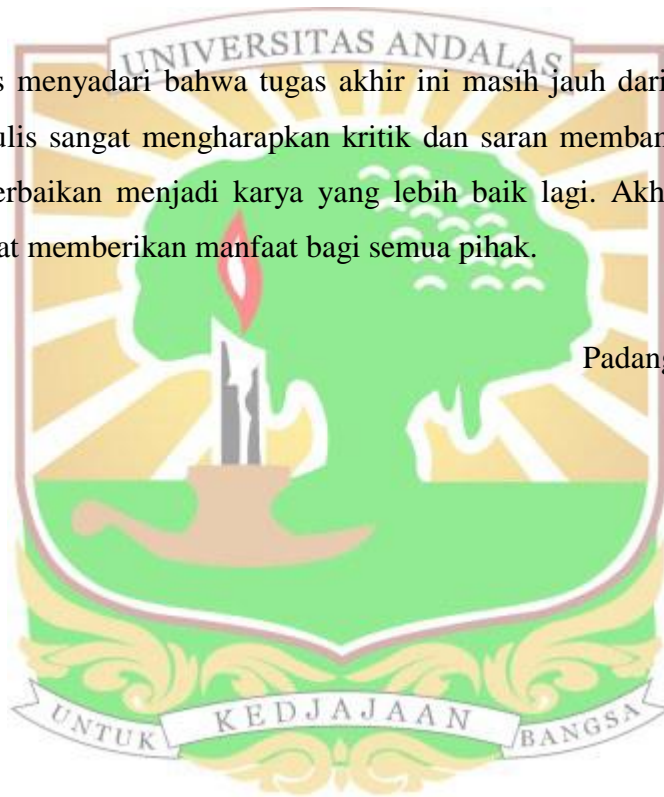 UNIVERSITAS ANDALAS
s menyadari bahwa tugas akhir ini masih jauh dari
ulis sangat mengharapkan kritik dan saran memban
erbaikan menjadi karya yang lebih baik lagi. Akh
at memberikan manfaat bagi semua pihak.
Padang
UNTUK KEDJAJAAN BANGSA